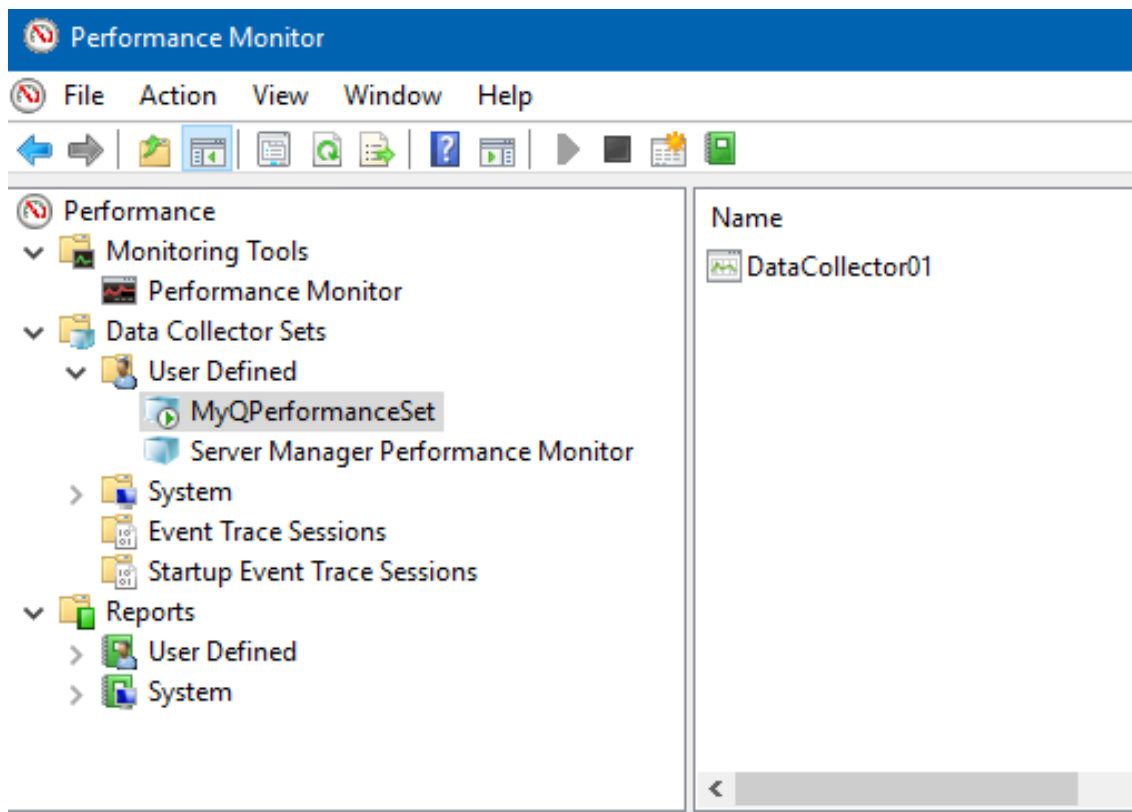 Performance Monitor
File Action View Window Help
Performance
Monitoring Tools
Performance Monitor
Data Collector Sets
User Defined
MyQPerformanceSet
Server Manager Performance Monitor
System
Event Trace Sessions
Startup Event Trace Sessions
Reports
User Defined
System
Name
DataCollector01